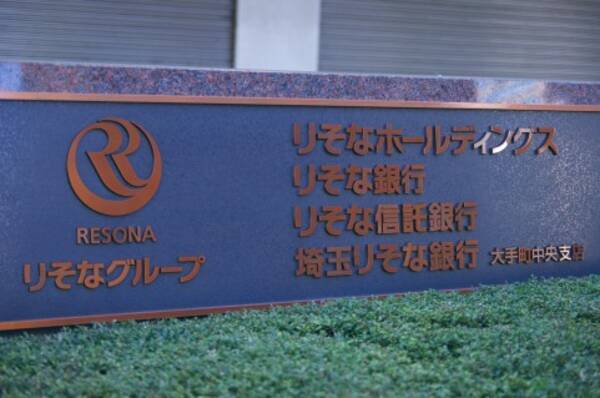 RESONA
りそなグループ
りそなホールディングス
りそな銀行
りそな信託銀行
埼玉りそな銀行 大手町中央支店